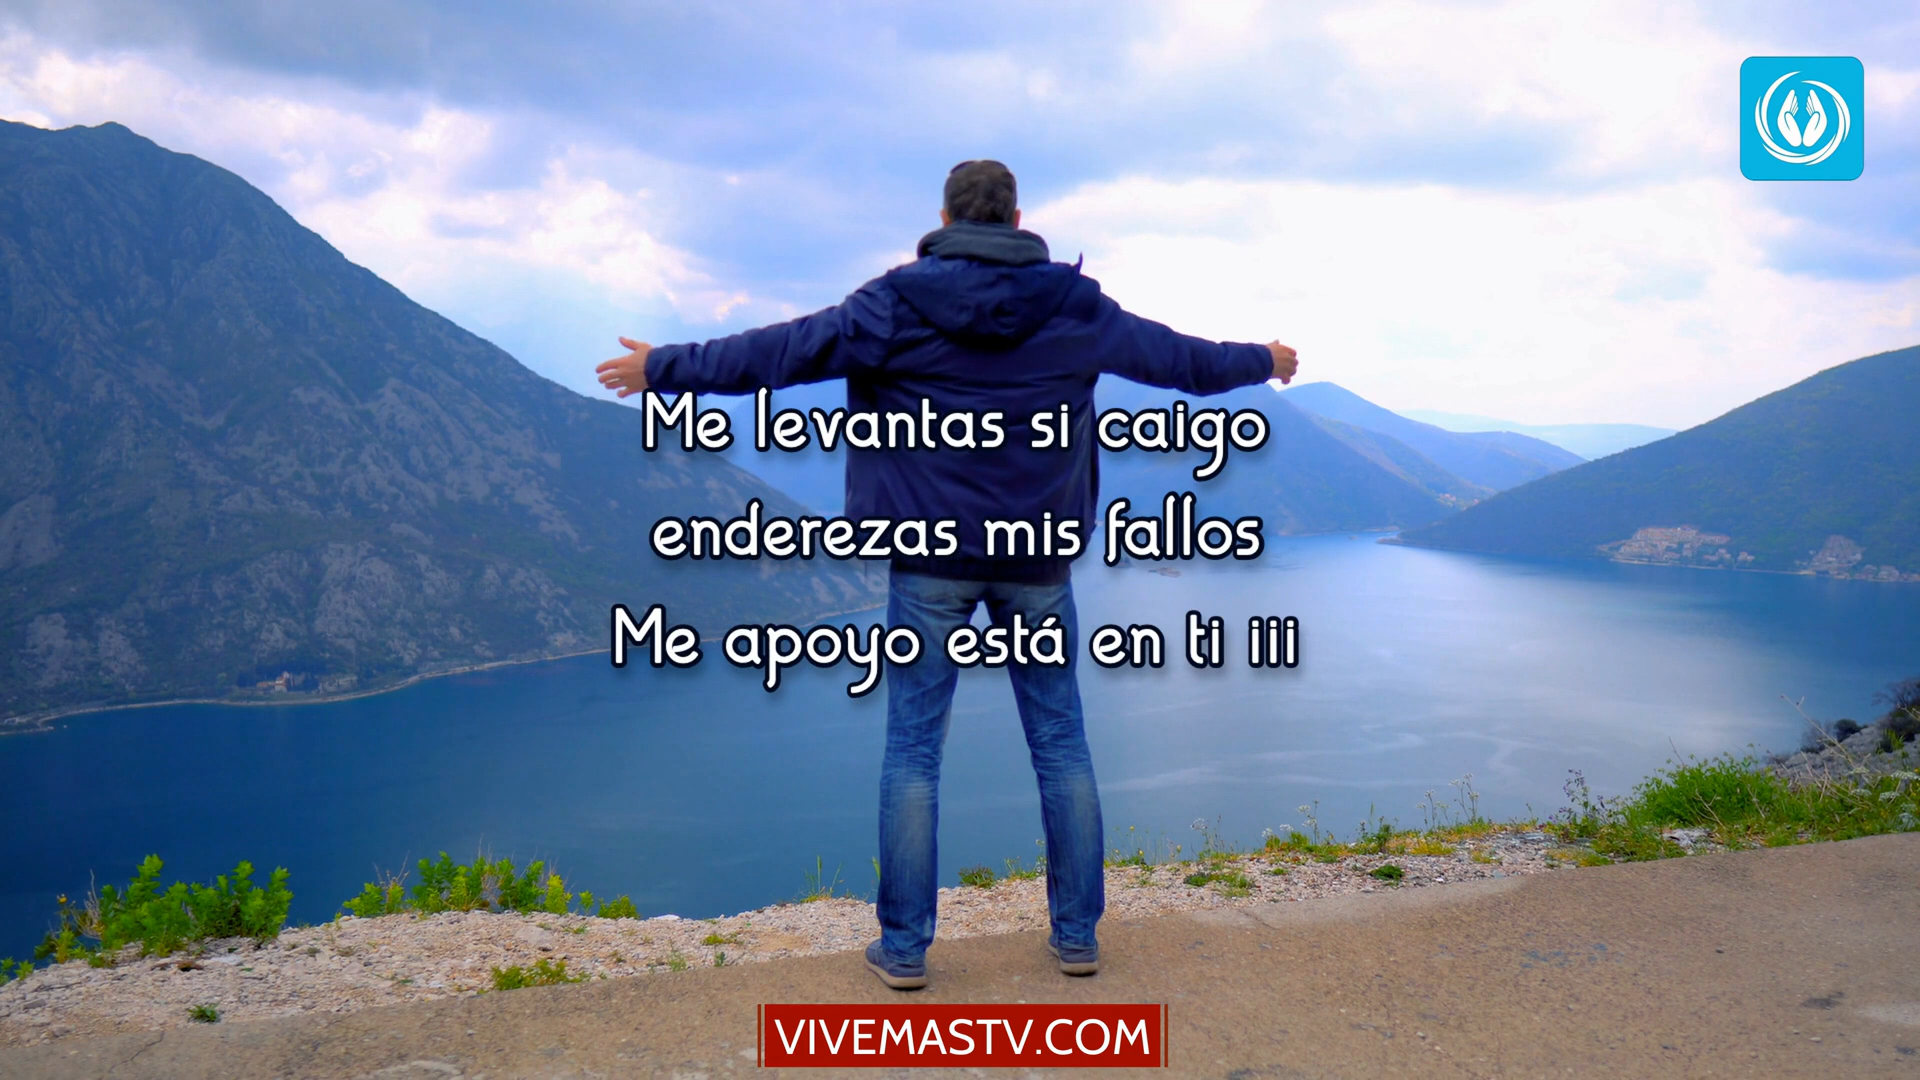 Me levantas si caigo
enderezas mis fallos
Me apoyo está en ti iii
VIVEMASTV.COM